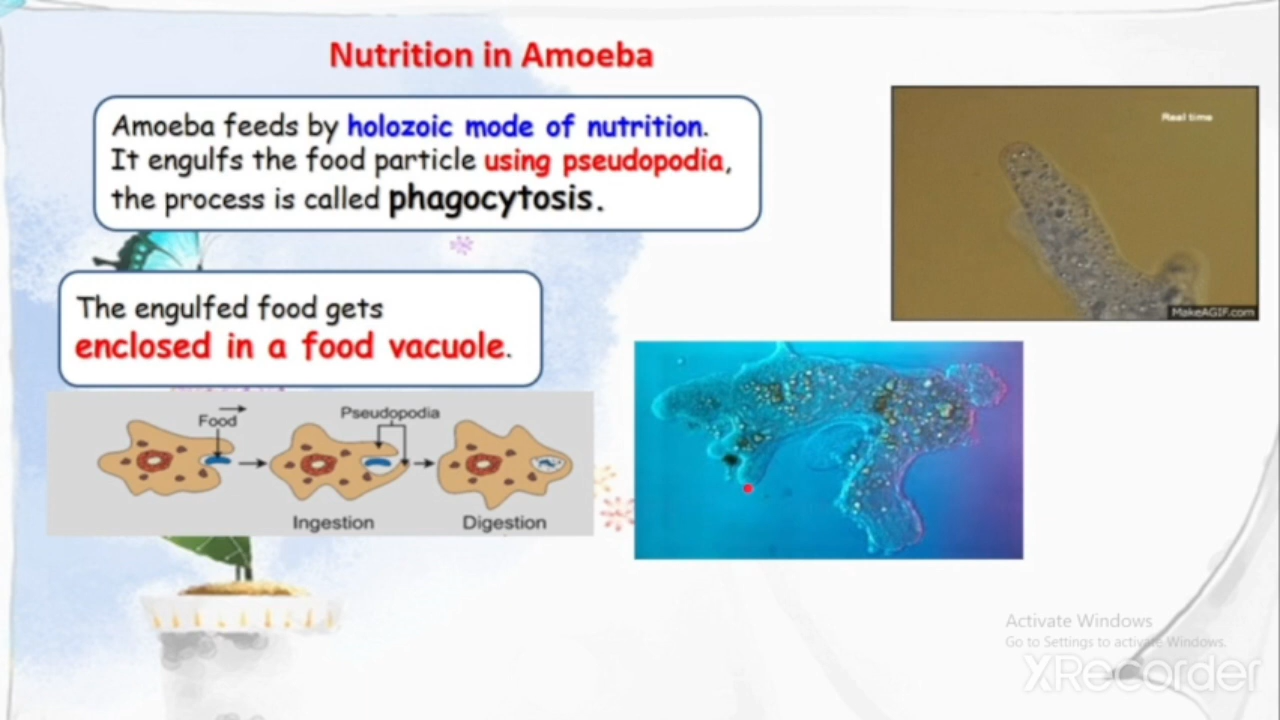 Nutrition in Amoeba
Amoeba feeds by holozoic mode of nutrition.
It engulfs the food particle using pseudopodia,
the process is called phagocytosis.
Real time
MakeAGIF.com
The engulfed food gets
enclosed in a food vacuole.
Food
Pseudopodia
Ingestion
Digestion
Activate Windows
Go to Settings to activate Windows.
XRecorder